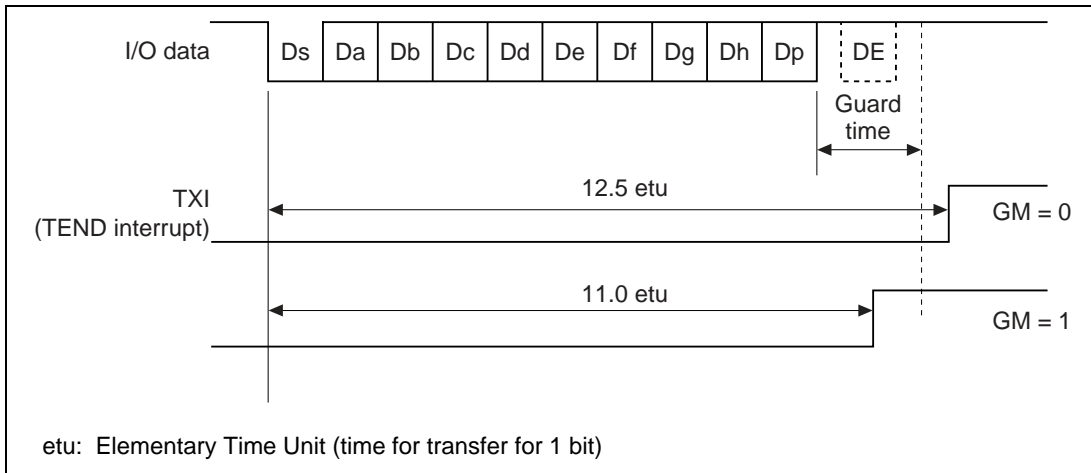 I/O data
Ds Da Db Dc Dd De Df Dg Dh Dp DE
Guard
time
TXI
(TEND interrupt)
12.5 etu
GM = 0
11.0 etu
GM = 1
etu: Elementary Time Unit (time for transfer for 1 bit)